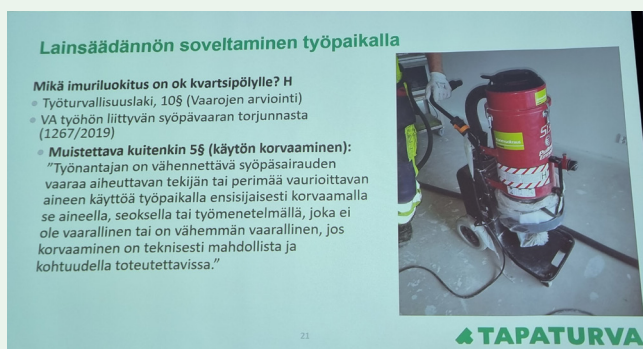 Lainsäädännön soveltaminen työpaikalla
Mikä imuriluokitus on ok kvartsipölylle? H
Työturvallisuuslaki, 10§ (Vaarojen arviointi)
VA työhön liittyvään syöpävaaran torjunnasta
(1267/2019)
Muistettava kuitenkin 5§ (käytön korvaaminen):
"Työnantajan on vähennettävä syöpäsairauden
vaaraa aiheuttavan tekijän tai perimää vaurioittavan
aineen käyttöä työpaikalla ensisijaisesti korvaamalla
se aineella, seoksella tai työmenetelmällä, joka ei
ole vaarallinen tai on vähemmän vaarallinen, jos
korvaaminen on teknisesti mahdollista ja
kohtuudella toteutettavissa."
21
TAPATURVA